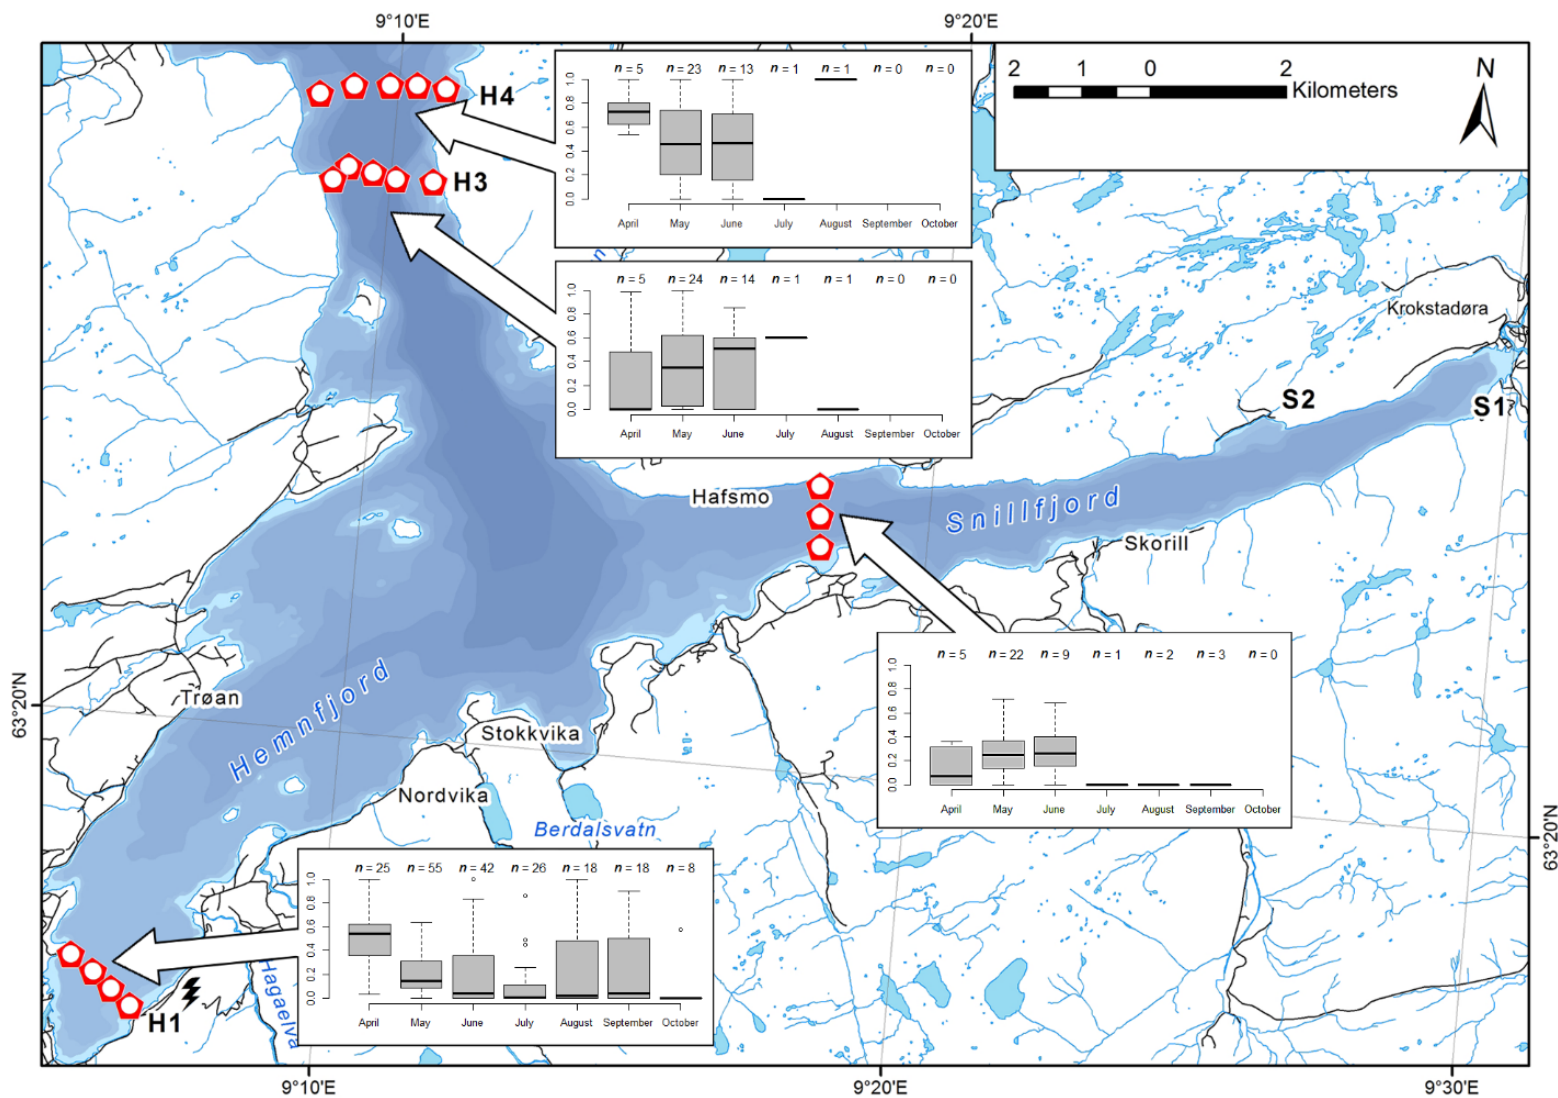 9°10'E 9°20'E
2 1 0 2
Kilometers
N
H4
n = 5 n = 23 n = 13 n = 1 n = 1 n = 0 n = 0
1.0
0.8
0.6
0.4
0.2
0.0
April May June July August September October
H3
n = 5 n = 24 n = 14 n = 1 n = 1 n = 0 n = 0
1.0
0.8
0.6
0.4
0.2
0.0
April May June July August September October
Krokstadøra
S2
S1
Hafsmo
Snillfjord
Skorill
n = 5 n = 22 n = 9 n = 1 n = 2 n = 3 n = 0
1.0
0.8
0.6
0.4
0.2
0.0
April May June July August September October
63°20'N
Trøan
Hemnfjord
Stokkvika
Nordvika
Berdalsvatn
63°20'N
n = 25 n = 55 n = 42 n = 26 n = 18 n = 18 n = 8
1.0
0.8
0.6
0.4
0.2
0.0
April May June July August September October
Hagaelva
H1
9°10'E 9°20'E 9°30'E